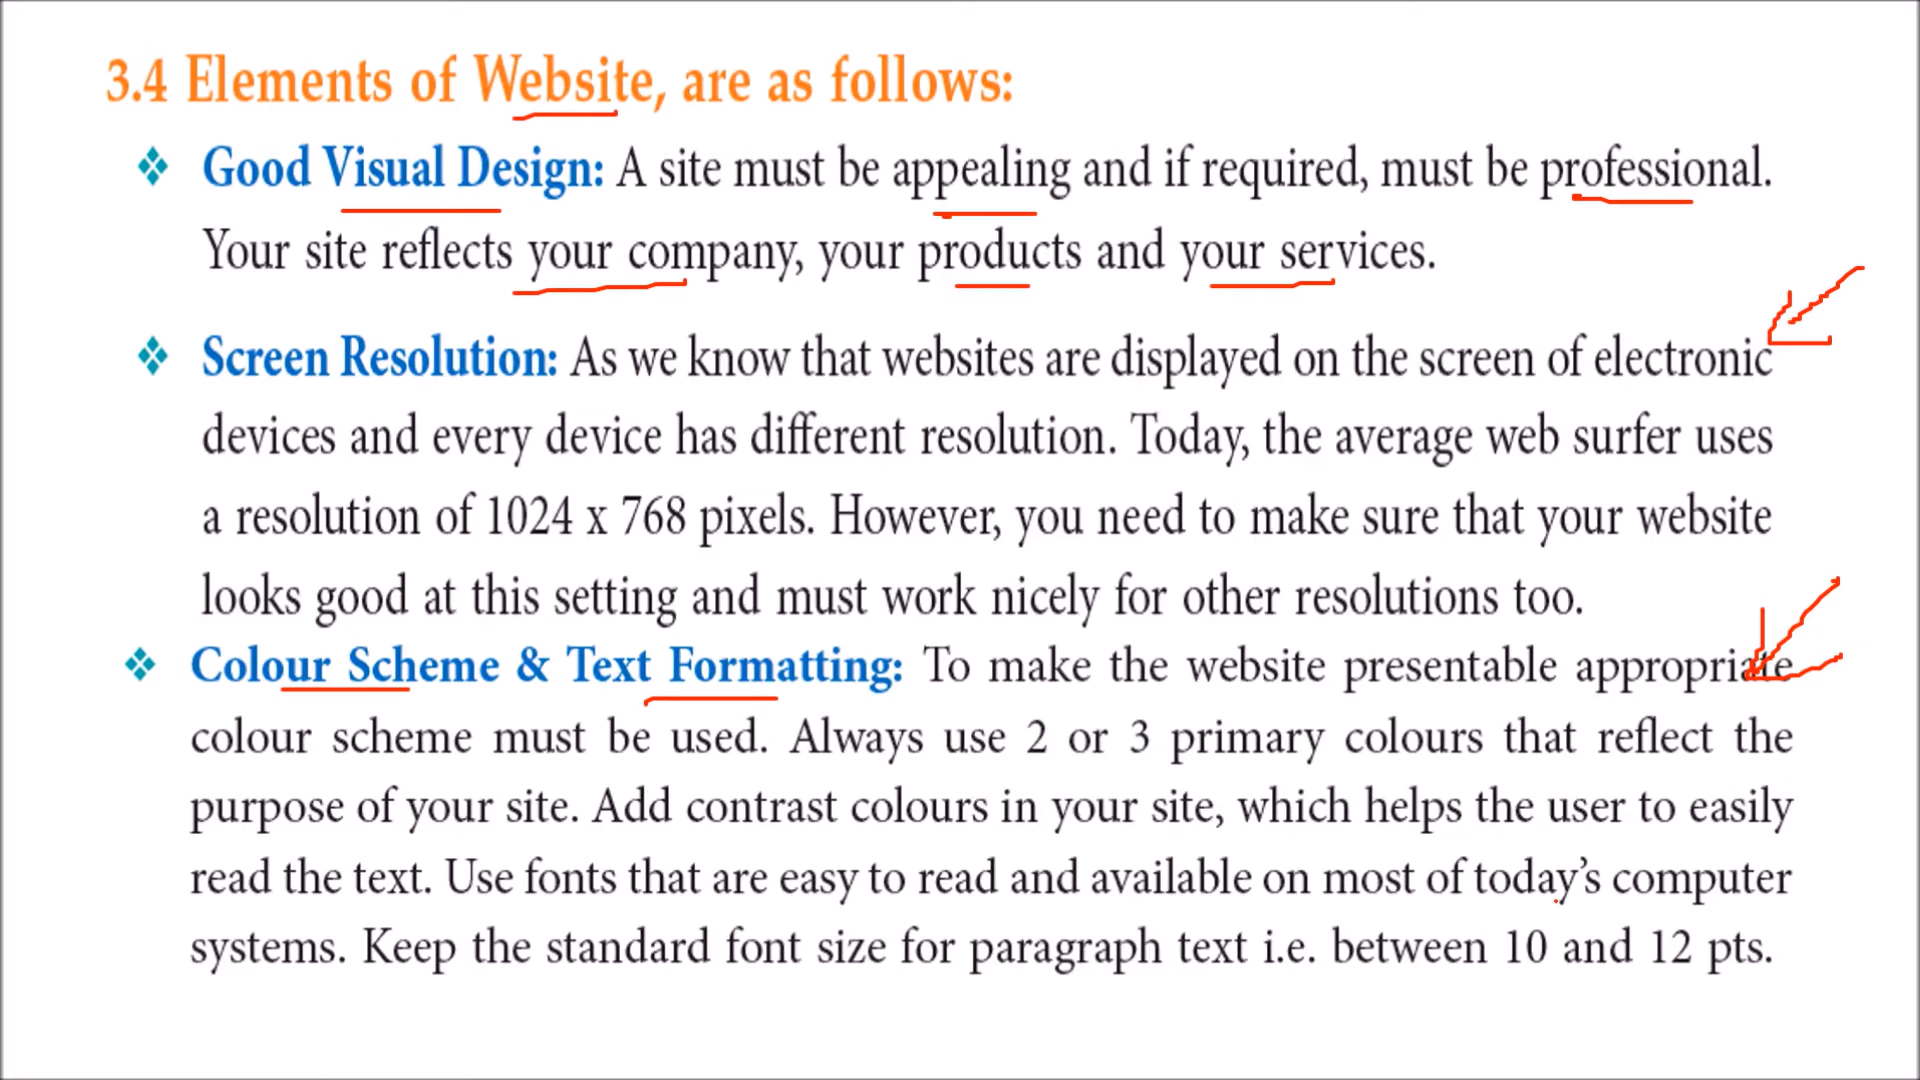 3.4 Elements of Website, are as follows:
❖ Good Visual Design: A site must be appealing and if required, must be professional.
Your site reflects your company, your products and your services.
❖ Screen Resolution: As we know that websites are displayed on the screen of electronic
devices and every device has different resolution. Today, the average web surfer uses
a resolution of 1024 x 768 pixels. However, you need to make sure that your website
looks good at this setting and must work nicely for other resolutions too.
❖ Colour Scheme & Text Formatting: To make the website presentable appropriate
colour scheme must be used. Always use 2 or 3 primary colours that reflect the
purpose of your site. Add contrast colours in your site, which helps the user to easily
read the text. Use fonts that are easy to read and available on most of today’s computer
systems. Keep the standard font size for paragraph text i.e. between 10 and 12 pts.